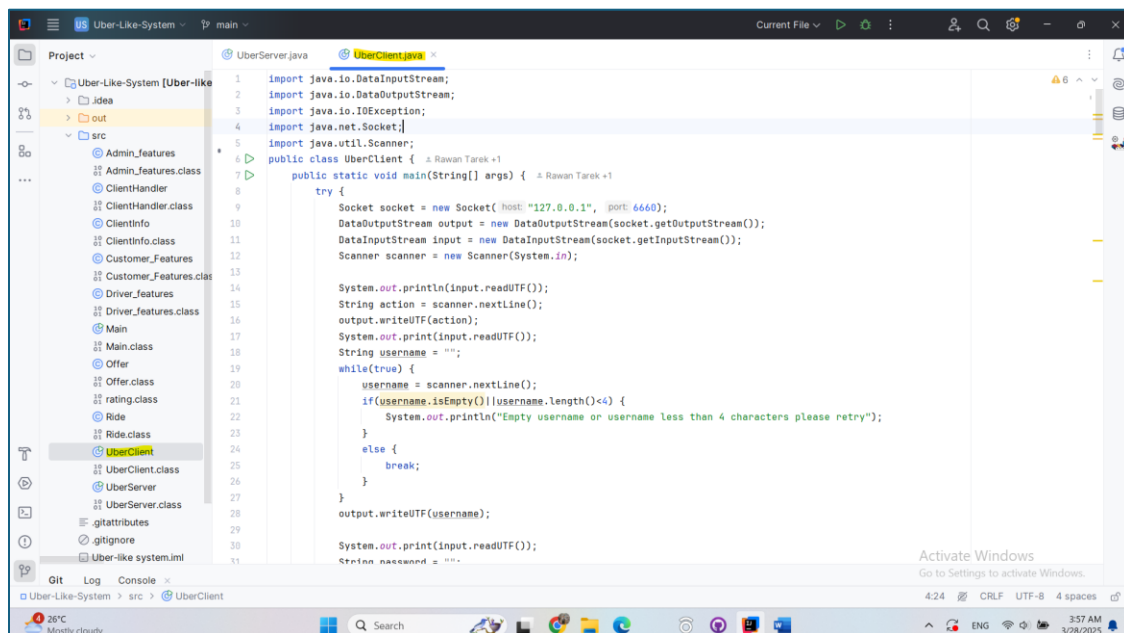 US Uber-Like-System main Current File
Project
UberServer.java UberClient.java
Uber-Like-System [Uber-like
.idea
out
src
Admin_features
Admin_features.class
ClientHandler
ClientHandler.class
ClientInfo
ClientInfo.class
Customer_Features
Customer_Features.clas
Driver_features
Driver_features.class
Main
Main.class
Offer
Offer.class
rating.class
Ride
Ride.class
UberClient
UberClient.class
UberServer
UberServer.class
.gitattributes
.gitignore
Uber-like system.iml
6
1 import java.io.DataInputStream;
2 import java.io.DataOutputStream;
3 import java.io.IOException;
4 import java.net.Socket;
5 import java.util.Scanner;
6 public class UberClient { Rawan Tarek +1
7 public static void main(String[] args) { Rawan Tarek +1
8 try {
9 Socket socket = new Socket( host: "127.0.0.1", port: 6660);
10 DataOutputStream output = new DataOutputStream(socket.getOutputStream());
11 DataInputStream input = new DataInputStream(socket.getInputStream());
12 Scanner scanner = new Scanner(System.in);
13
14 System.out.println(input.readUTF());
15 String action = scanner.nextLine();
16 output.writeUTF(action);
17 System.out.print(input.readUTF());
18 String username = "";
19 while(true) {
20 username = scanner.nextLine();
21 if(username.isEmpty()||username.length()<4) {
22 System.out.println("Empty username or username less than 4 characters please retry");
23 }
24 else {
25 break;
26 }
27 }
28 output.writeUTF(username);
29
30 System.out.print(input.readUTF());
31 String password = "";
Activate Windows
Go to Settings to activate Windows.
Git Log Console
Uber-Like-System > src > UberClient 4:24 CRLF UTF-8 4 spaces
4 26°C
Mostly cloudy
Search
ENG
3:57 AM
3/28/2025